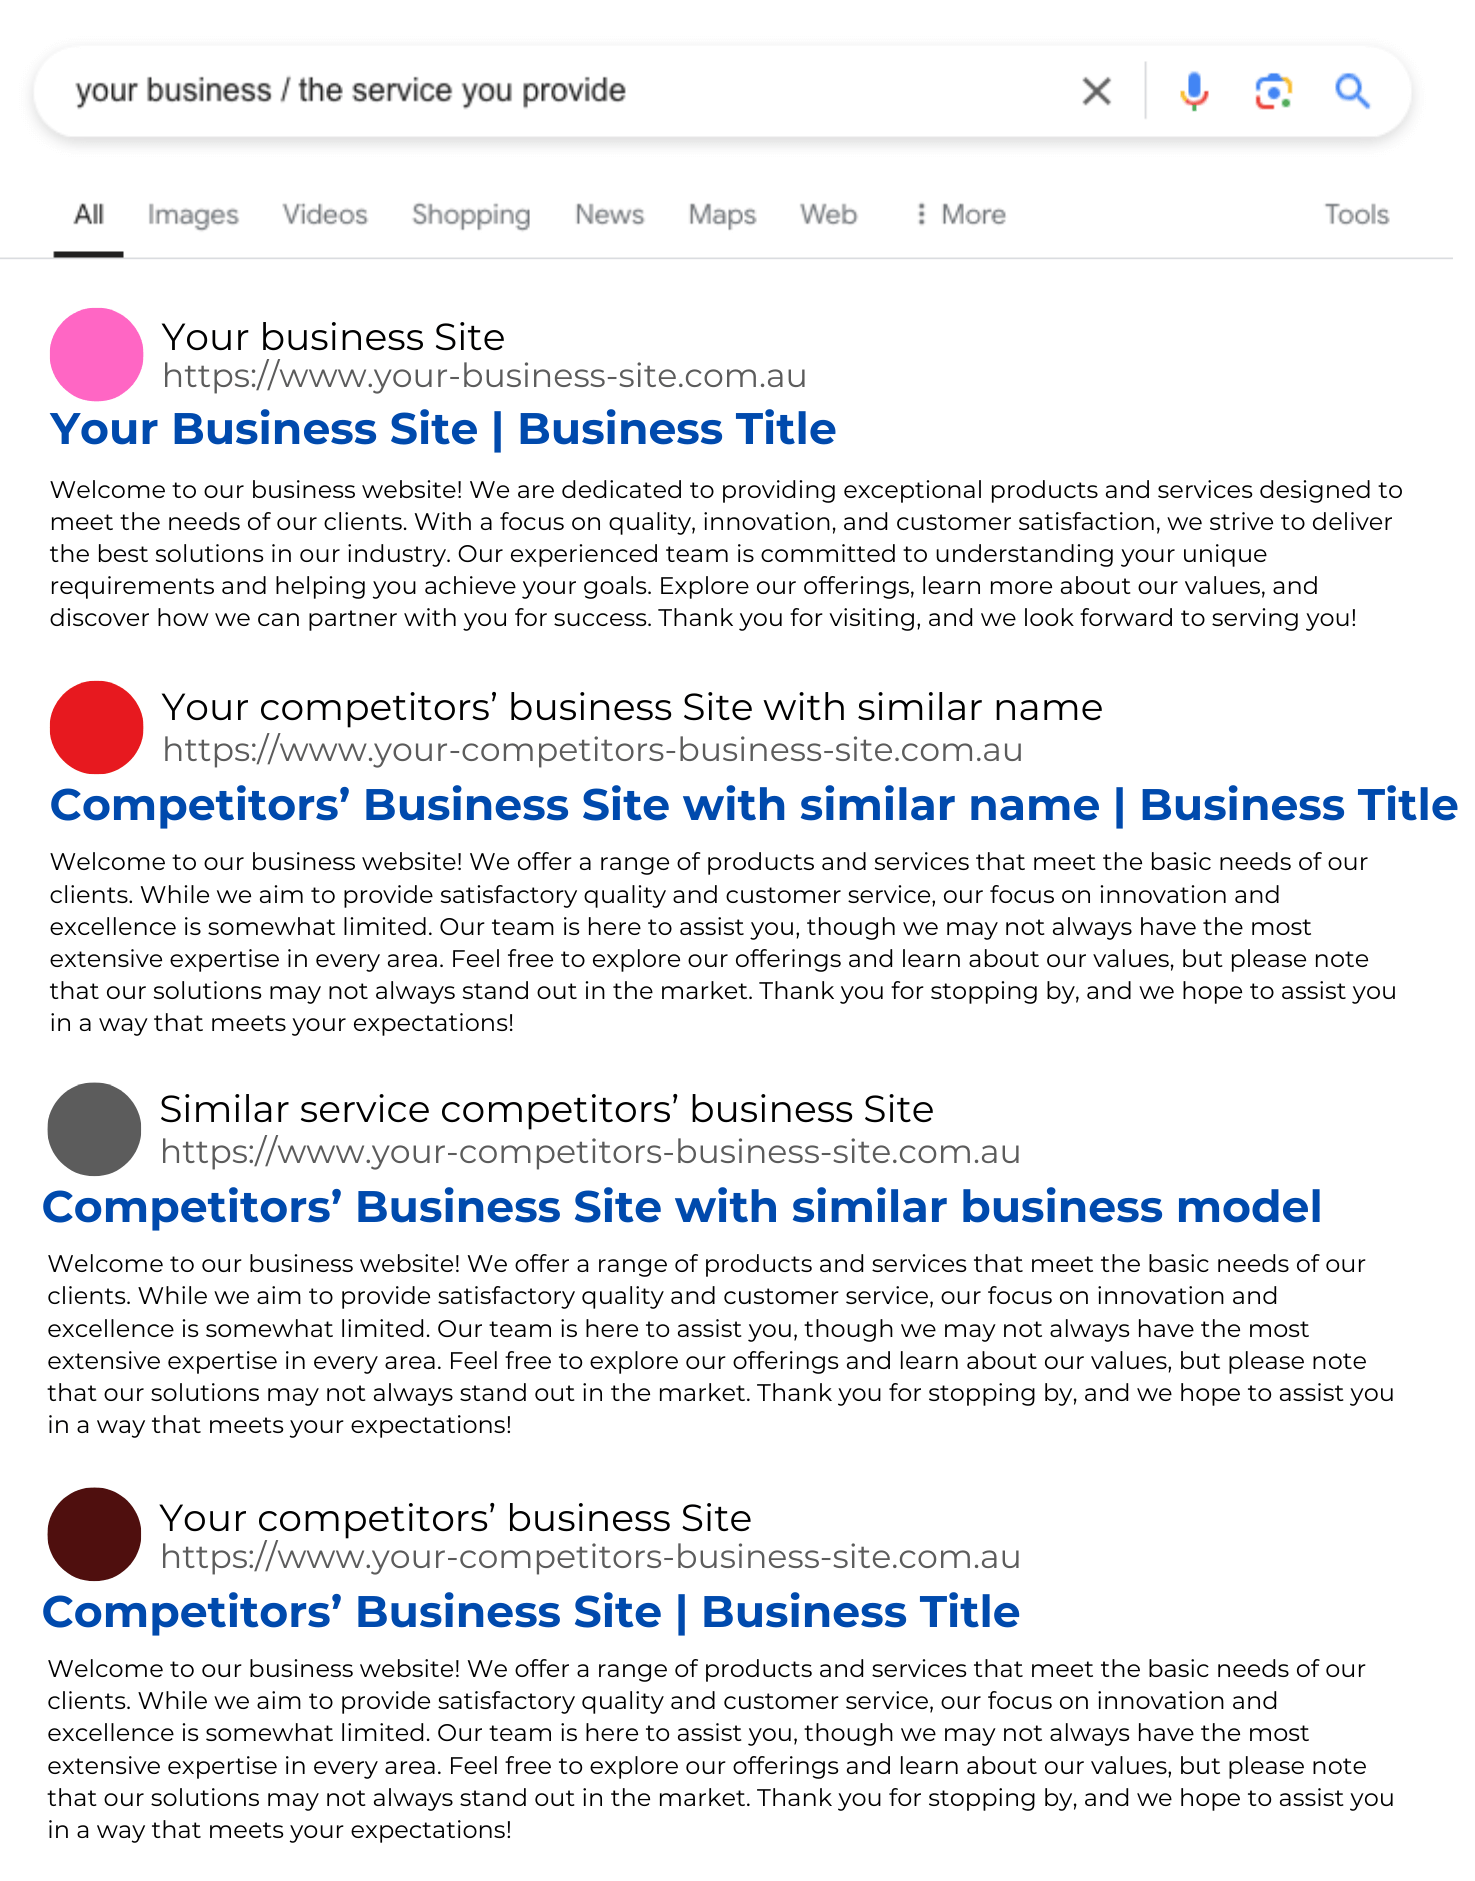 your business / the service you provide
All Images Videos Shopping News Maps Web More Tools
Your business Site
https://www.your-business-site.com.au
Your Business Site | Business Title
Welcome to our business website! We are dedicated to providing exceptional products and services designed to
meet the needs of our clients. With a focus on quality, innovation, and customer satisfaction, we strive to deliver
the best solutions in our industry. Our experienced team is committed to understanding your unique
requirements and helping you achieve your goals. Explore our offerings, learn more about our values, and
discover how we can partner with you for success. Thank you for visiting, and we look forward to serving you!
Your competitors’ business Site with similar name
https://www.your-competitors-business-site.com.au
Competitors’ Business Site with similar name | Business Title
Welcome to our business website! We offer a range of products and services that meet the basic needs of our
clients. While we aim to provide satisfactory quality and customer service, our focus on innovation and
excellence is somewhat limited. Our team is here to assist you, though we may not always have the most
extensive expertise in every area. Feel free to explore our offerings and learn about our values, but please note
that our solutions may not always stand out in the market. Thank you for stopping by, and we hope to assist you
in a way that meets your expectations!
Similar service competitors’ business Site
https://www.your-competitors-business-site.com.au
Competitors’ Business Site with similar business model
Welcome to our business website! We offer a range of products and services that meet the basic needs of our
clients. While we aim to provide satisfactory quality and customer service, our focus on innovation and
excellence is somewhat limited. Our team is here to assist you, though we may not always have the most
extensive expertise in every area. Feel free to explore our offerings and learn about our values, but please note
that our solutions may not always stand out in the market. Thank you for stopping by, and we hope to assist you
in a way that meets your expectations!
Your competitors’ business Site
https://www.your-competitors-business-site.com.au
Competitors’ Business Site | Business Title
Welcome to our business website! We offer a range of products and services that meet the basic needs of our
clients. While we aim to provide satisfactory quality and customer service, our focus on innovation and
excellence is somewhat limited. Our team is here to assist you, though we may not always have the most
extensive expertise in every area. Feel free to explore our offerings and learn about our values, but please note
that our solutions may not always stand out in the market. Thank you for stopping by, and we hope to assist you
in a way that meets your expectations!